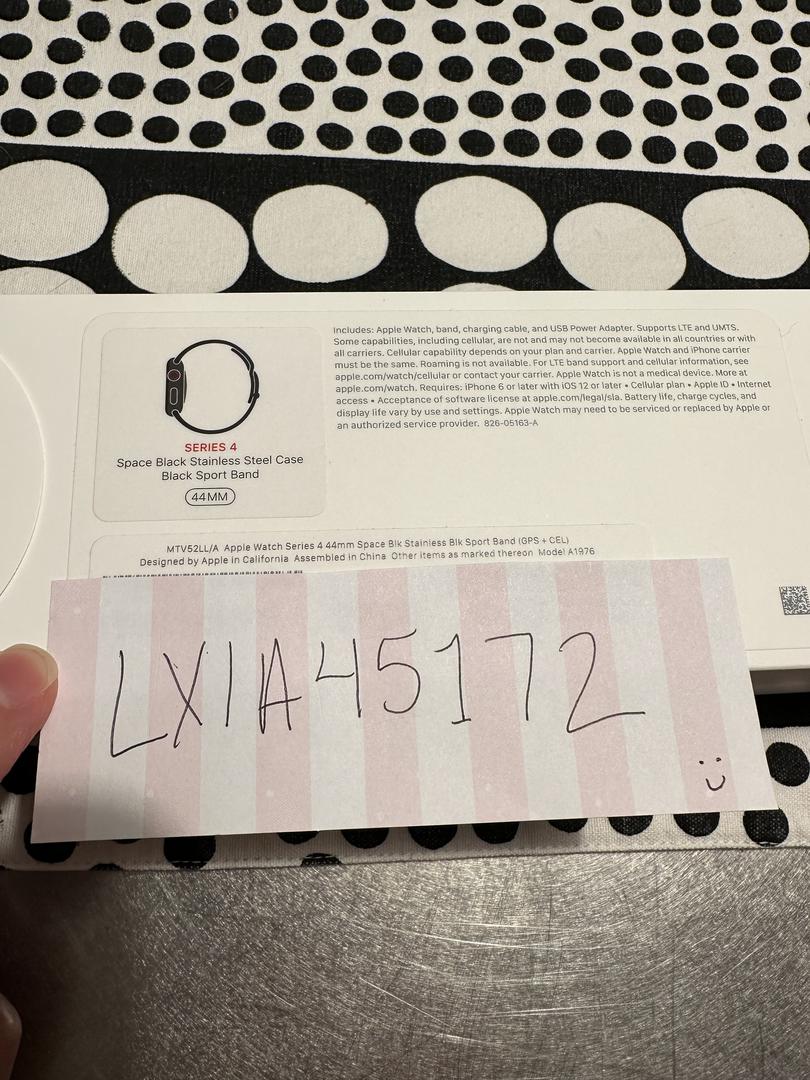 SERIES 4
Space Black Stainless Steel Case
Black Sport Band
44MM
Includes: Apple Watch, band, charging cable, and USB Power Adapter. Supports LTE and UMTS.
Some capabilities, including cellular, are not and may not become available in all countries or with
all carriers. Cellular capability depends on your plan and carrier. Apple Watch and iPhone carrier
must be the same. Roaming is not available. For LTE band support and cellular information, see
apple.com/watch/cellular or contact your carrier. Apple Watch is not a medical device. More at
apple.com/watch. Requires: iPhone 6 or later with iOS 12 or later • Cellular plan • Apple ID • Internet
access • Acceptance of software license at apple.com/legal/sla. Battery life, charge cycles, and
display life vary by use and settings. Apple Watch may need to be serviced or replaced by Apple or
an authorized service provider. 826-05163-A
MTV52LL/A Apple Watch Series 4 44mm Space Blk Stainless Blk Sport Band (GPS + CEL)
Designed by Apple in California Assembled in China Other items as marked thereon Model A1976
LXIA45172